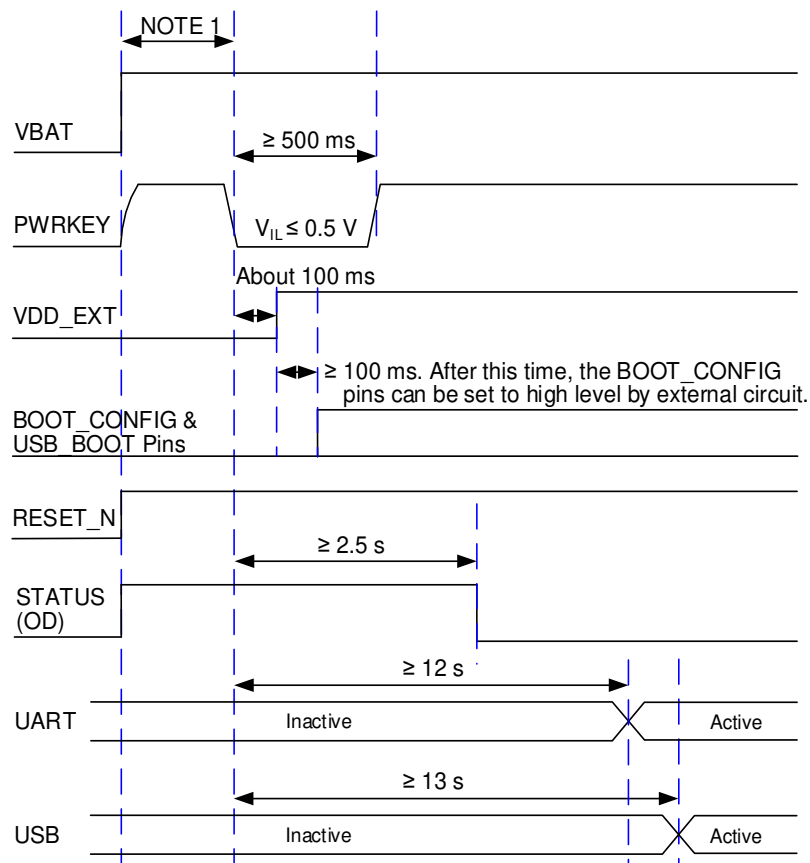 NOTE 1
VBAT
≥ 500 ms
PWRKEY
VIL ≤ 0.5 V
About 100 ms
VDD_EXT
≥ 100 ms. After this time, the BOOT_CONFIG
pins can be set to high level by external circuit.
BOOT_CONFIG &
USB_BOOT Pins
RESET_N
≥ 2.5 s
STATUS
(OD)
≥ 12 s
UART
Inactive
Active
≥ 13 s
USB
Inactive
Active